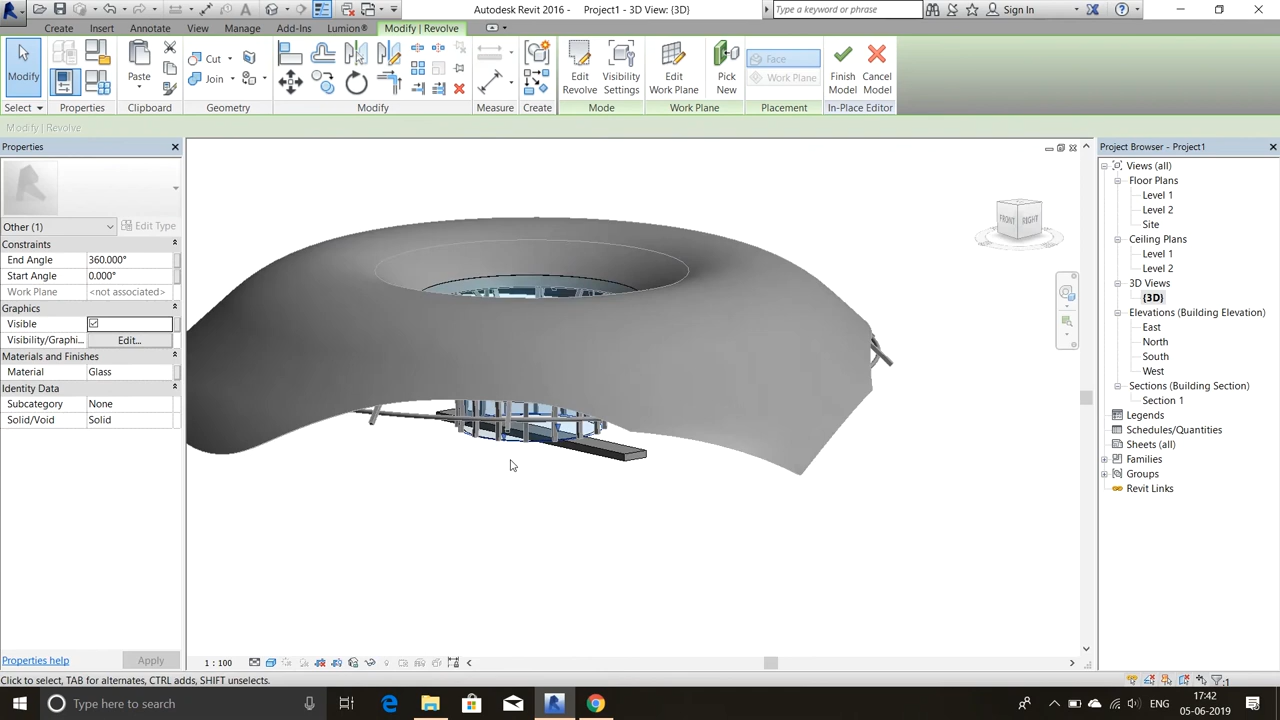 Autodesk Revit 2016 - Project1 - 3D View: {3D}
Type a keyword or phrase
Sign In
Create
Insert
Annotate
View
Manage
Add-Ins
Lumion®
Modify | Revolve
Modify
Paste
Cut
Join
Edit Revolve
Visibility Settings
Edit Work Plane
Pick New
Face
Work Plane
Finish Model
Cancel Model
Select
Properties
Clipboard
Geometry
Modify
Measure
Create
Mode
Work Plane
Placement
In-Place Editor
Modify | Revolve
Properties
Other (1)
Edit Type
Constraints
End Angle 360.000°
Start Angle 0.000°
Work Plane <not associated>
Graphics
Visible
Visibility/Graphi... Edit...
Materials and Finishes
Material Glass
Identity Data
Subcategory None
Solid/Void Solid
Properties help
Apply
FRONT
RIGHT
Project Browser - Project1
Views (all)
Floor Plans
Level 1
Level 2
Site
Ceiling Plans
Level 1
Level 2
3D Views
{3D}
Elevations (Building Elevation)
East
North
South
West
Sections (Building Section)
Section 1
Legends
Schedules/Quantities
Sheets (all)
Families
Groups
Revit Links
1 : 100
Click to select, TAB for alternates, CTRL adds, SHIFT unselects.
:1
Type here to search
ENG
17:42
05-06-2019